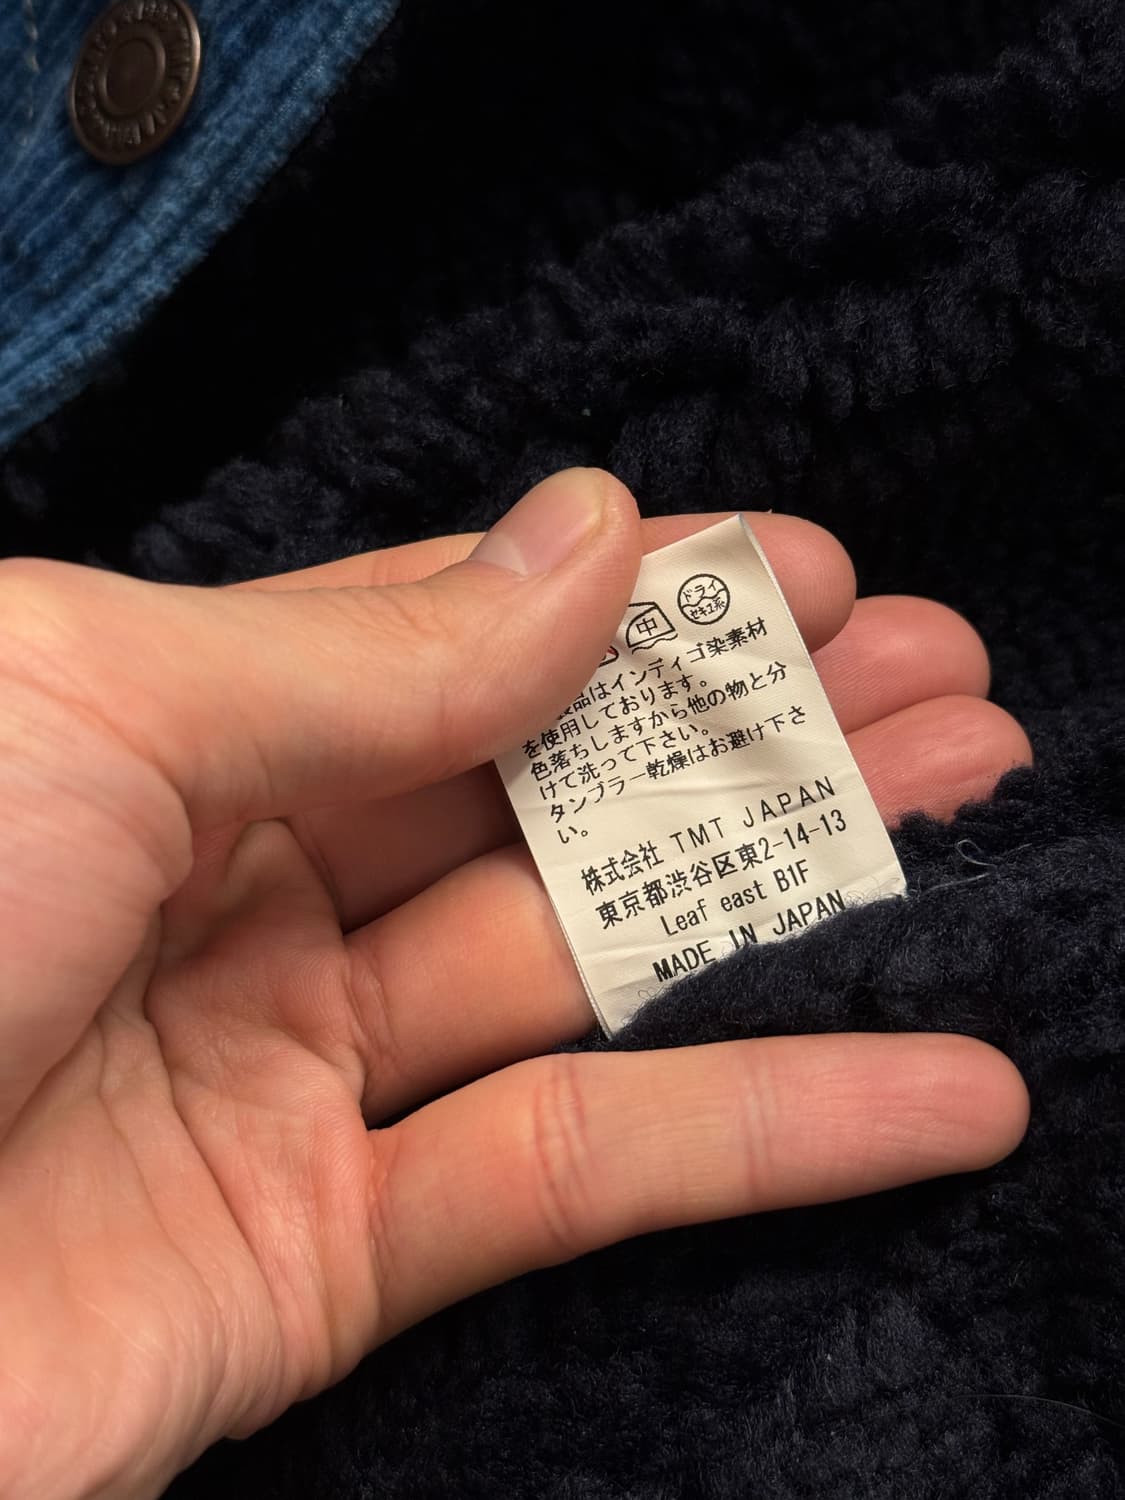 ドライ
セキユ系
中
品はインディゴ染素材
を使用しております。
色落ちしますから他の物と分
けて洗って下さい。
タンブラー乾燥はお避け下さ
い。
株式会社 TMT JAPAN
東京都渋谷区東2-14-13
Leaf east B1F
MADE IN JAPAN